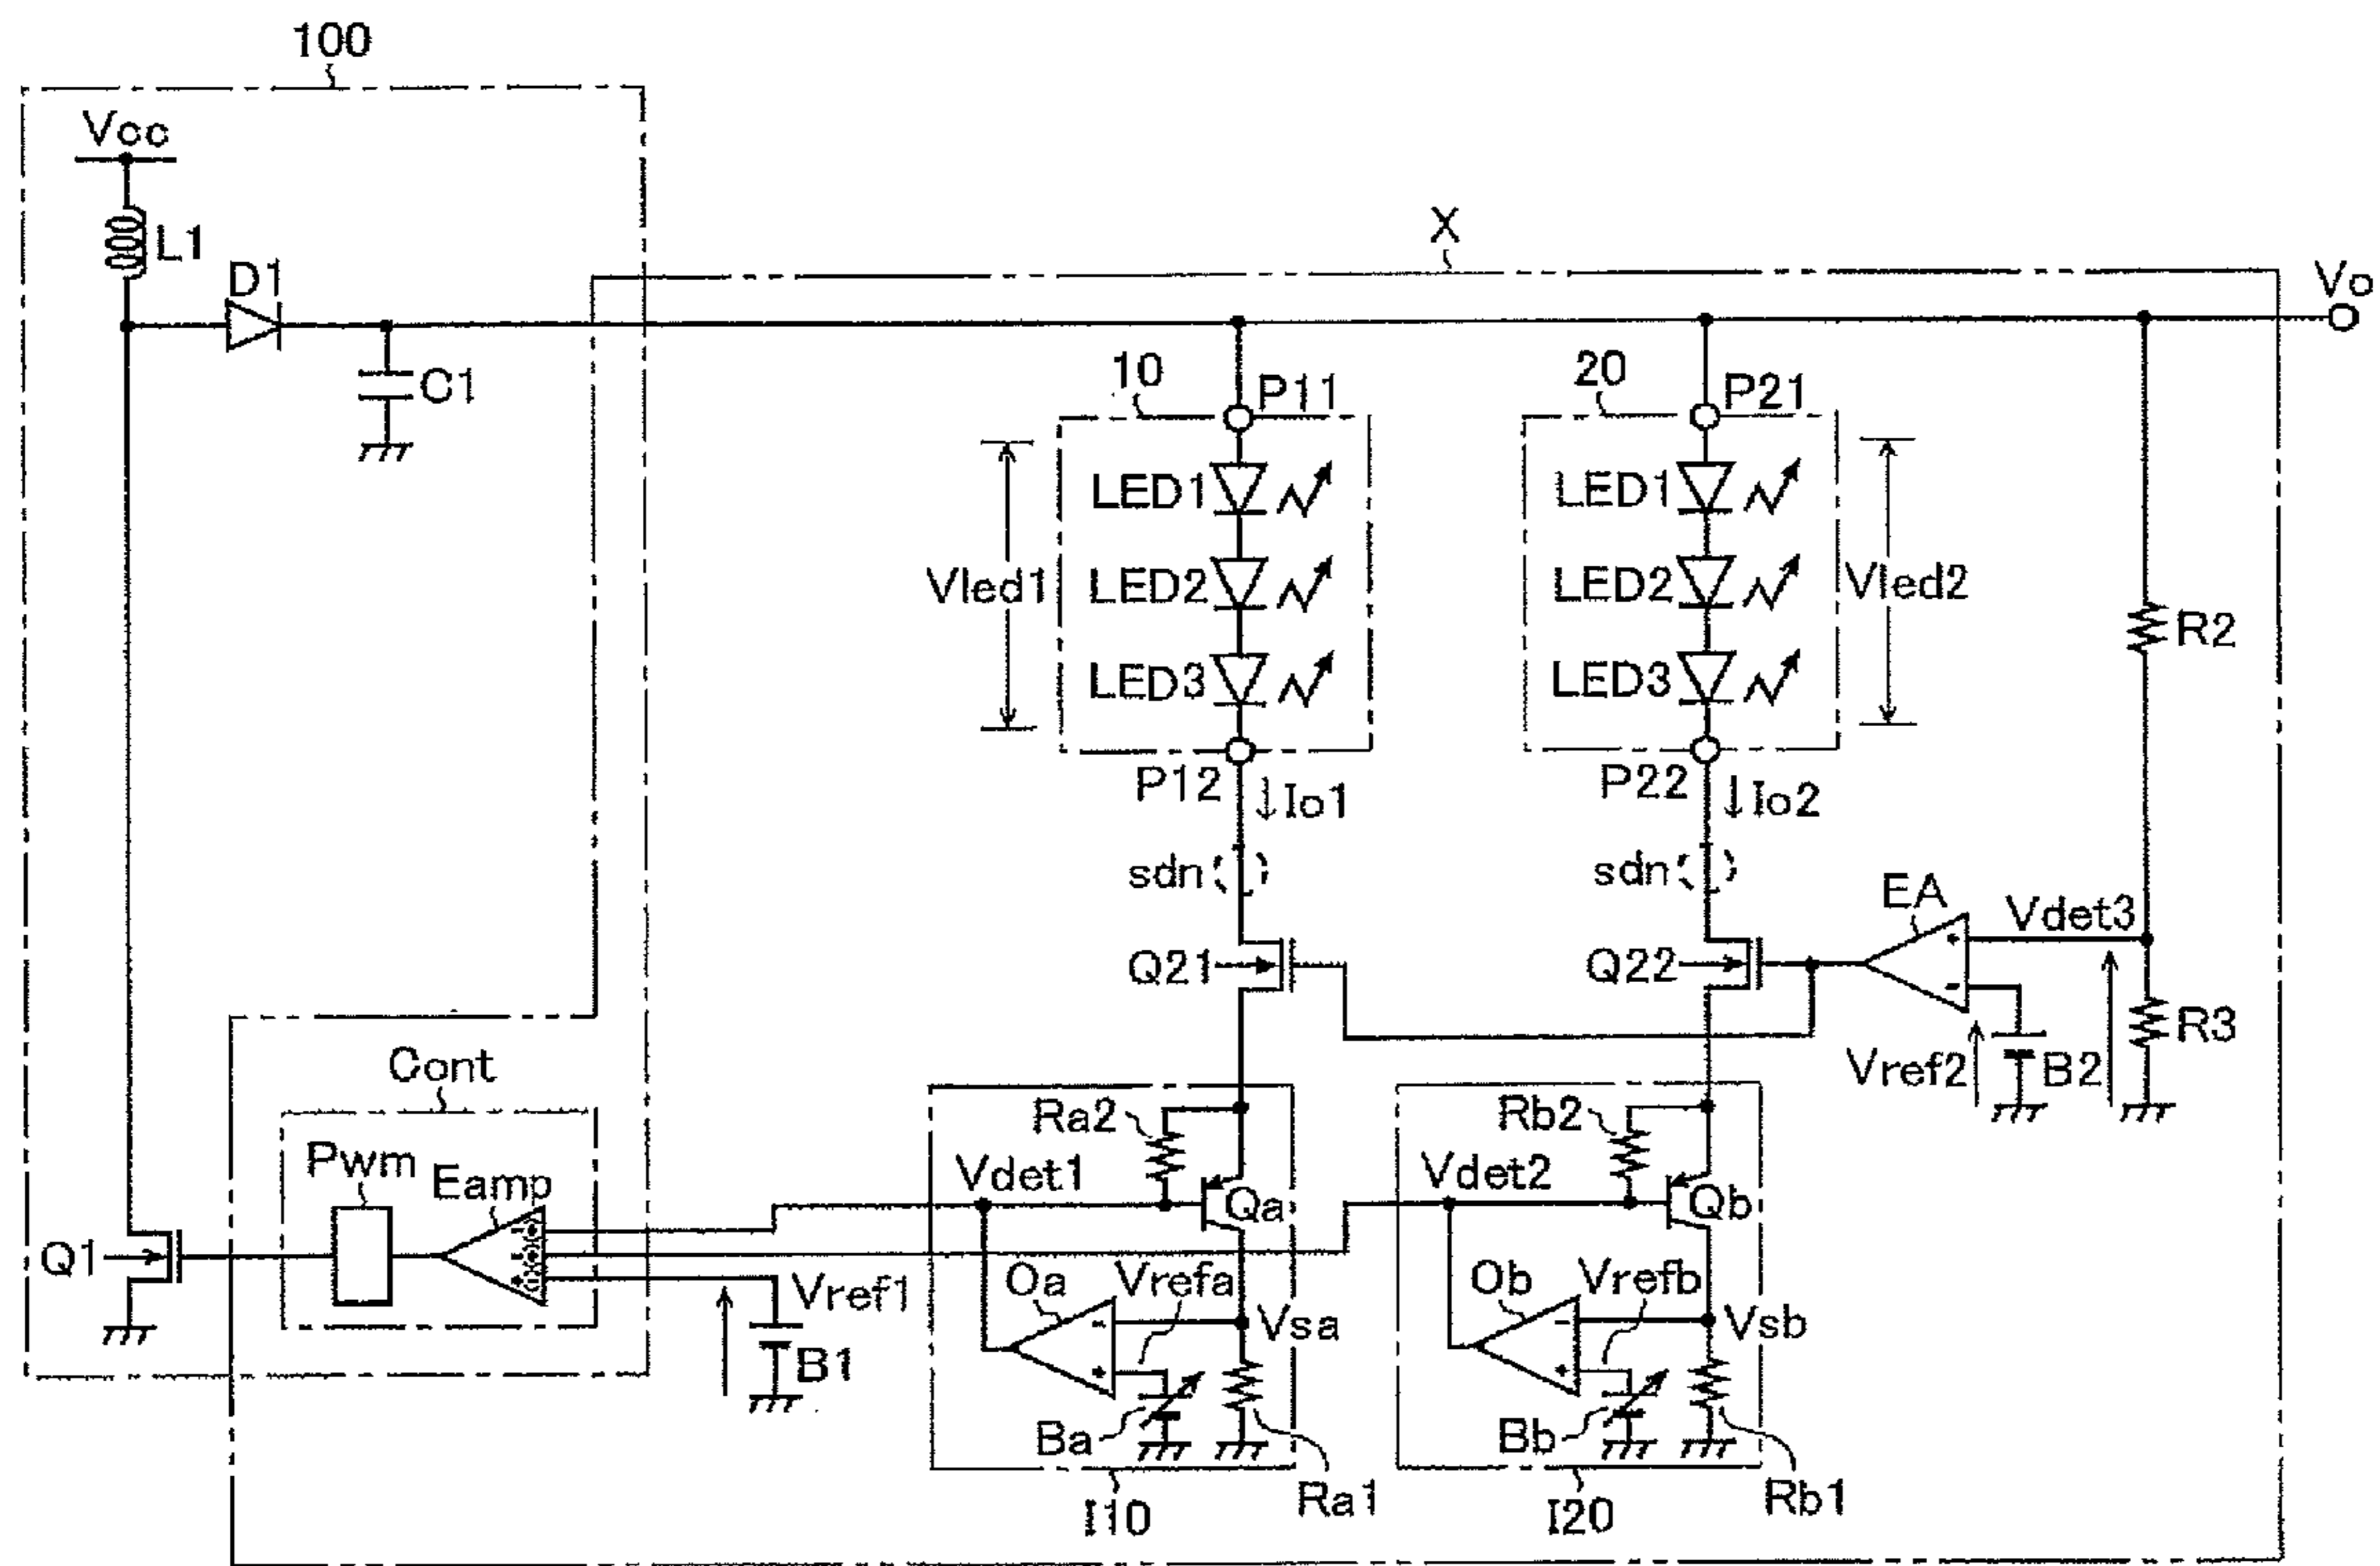 100
Vcc
L1
D1
C1
X
Vo
10
P11
20
P21
LED1
LED2
LED3
Vled1
LED1
LED2
LED3
Vled2
R2
P12
Io1
P22
Io2
sdn
sdn
EA
Vdet3
Q21
Q22
+
-
Vref2
B2
R3
Cont
Pwm
Eamp
Ra2
Vdet1
Qa
Rb2
Vdet2
Qb
Q1
Vref1
B1
Oa
Vrefa
-
+
Vsa
Ba
Ra1
I10
Ob
Vrefb
-
+
Vsb
Bb
Rb1
I20